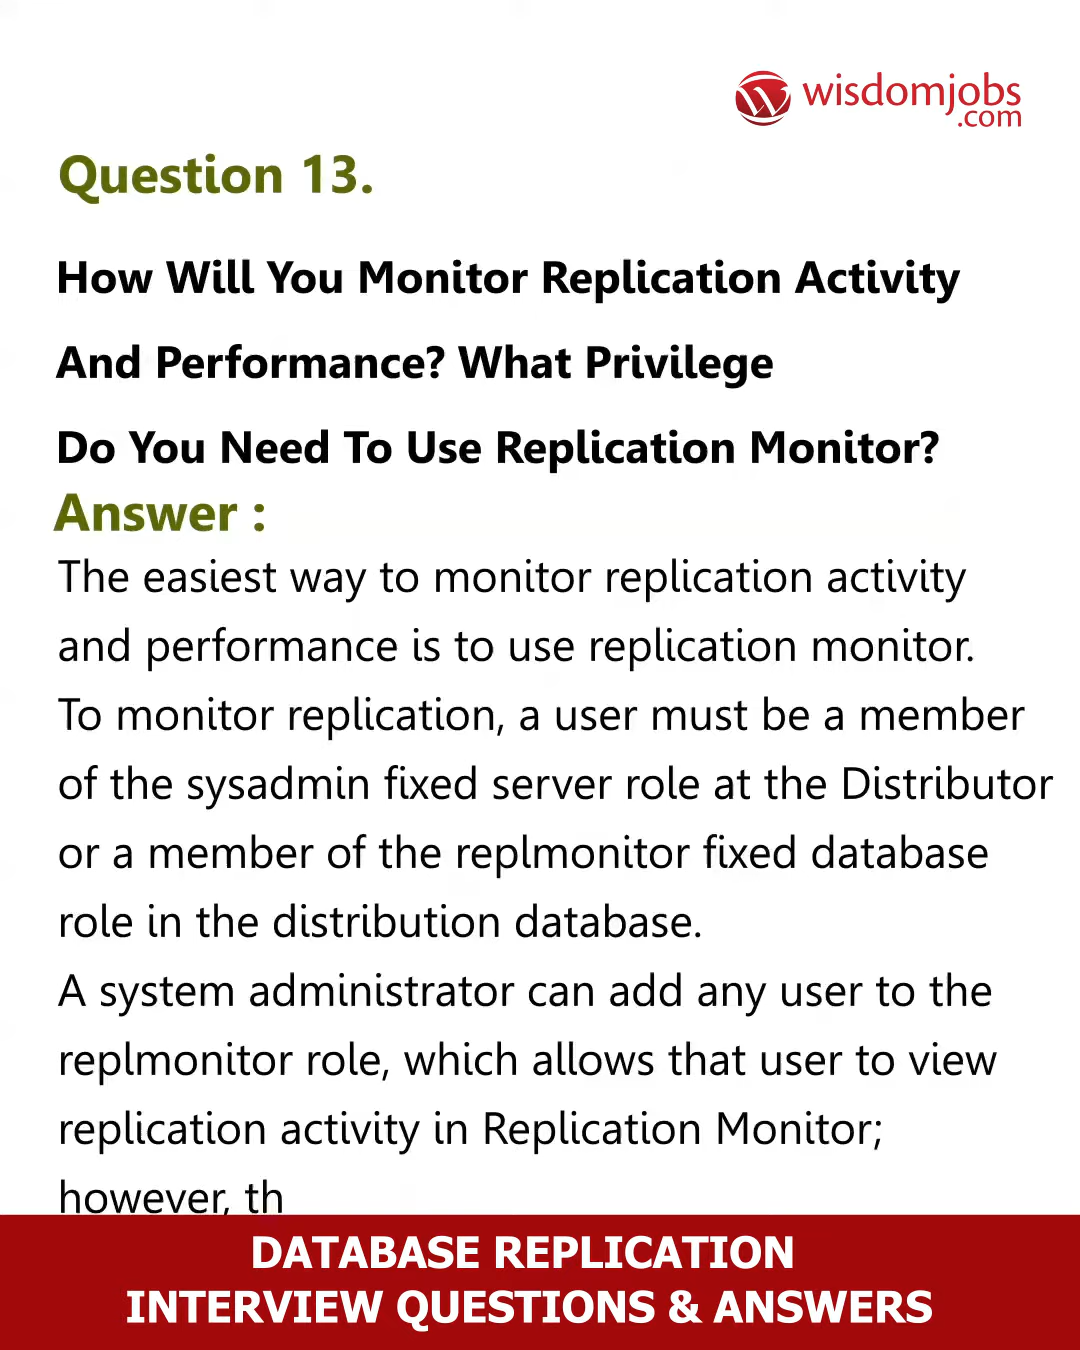 wisdomjobs
.com
Question 13.
How Will You Monitor Replication Activity
And Performance? What Privilege
Do You Need To Use Replication Monitor?
Answer :
The easiest way to monitor replication activity
and performance is to use replication monitor.
To monitor replication, a user must be a member
of the sysadmin fixed server role at the Distributor
or a member of the replmonitor fixed database
role in the distribution database.
A system administrator can add any user to the
replmonitor role, which allows that user to view
replication activity in Replication Monitor;
however, th
DATABASE REPLICATION
INTERVIEW QUESTIONS & ANSWERS